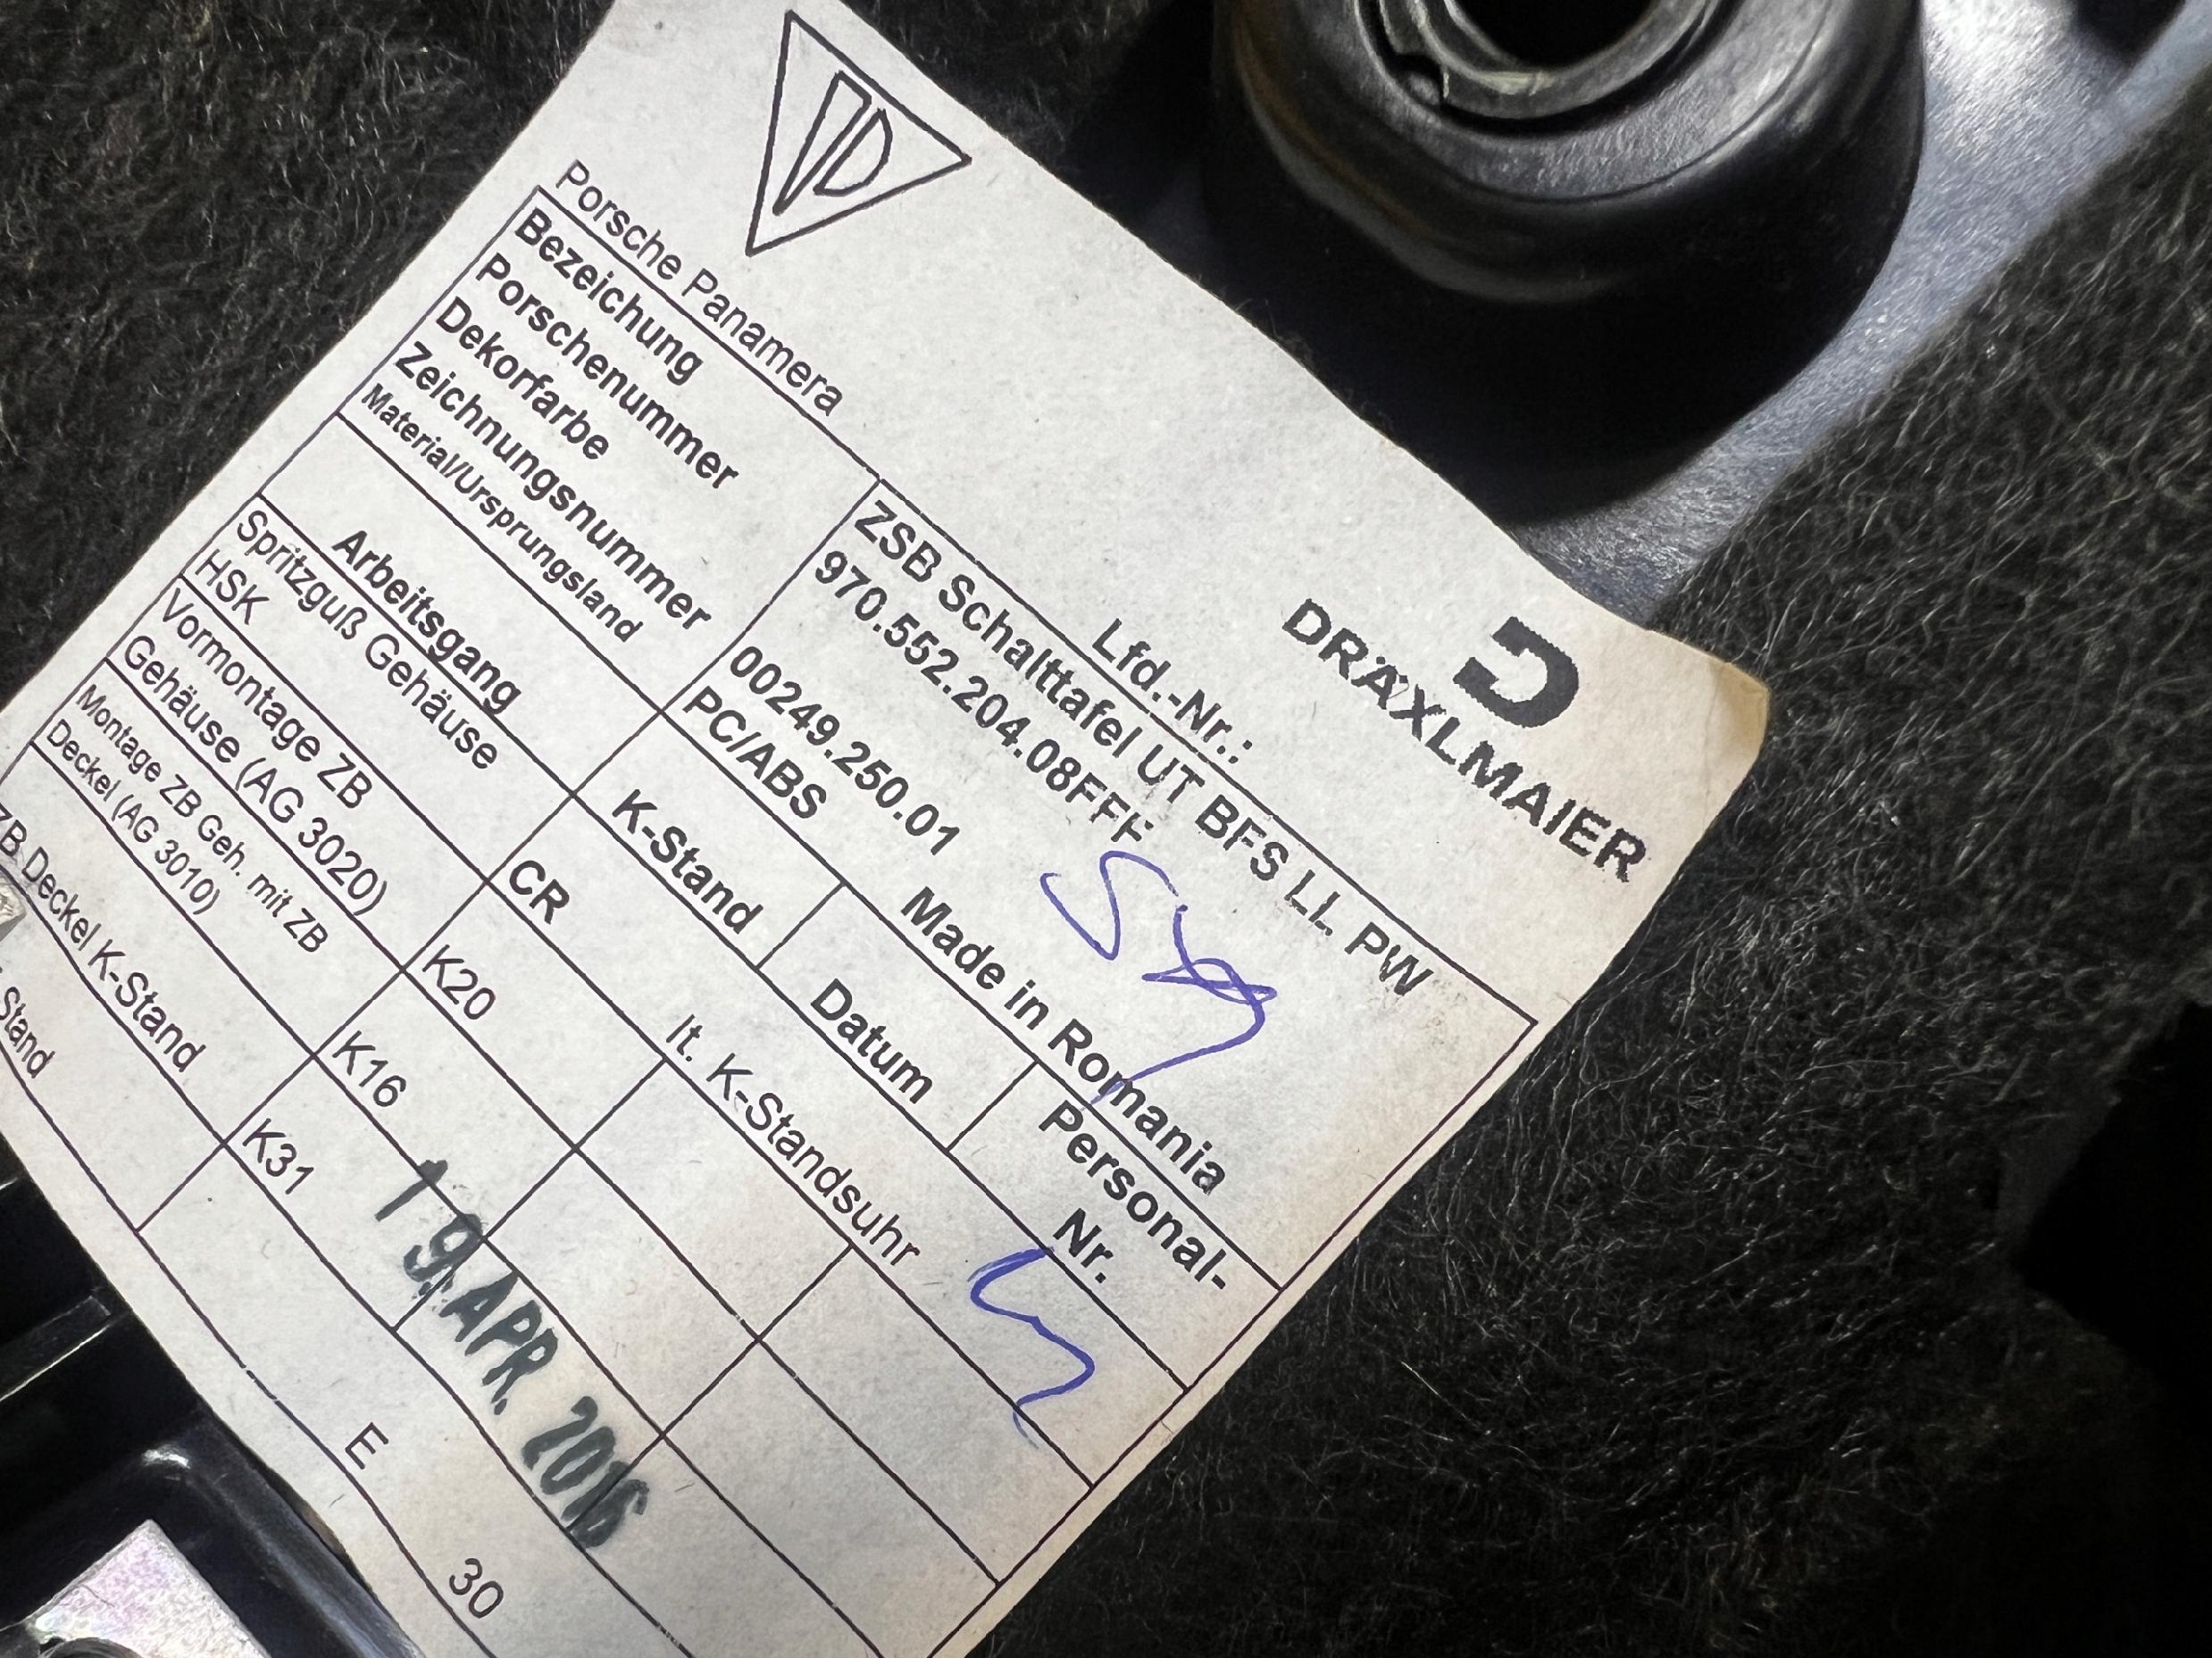 Porsche Panamera
Lfd.-Nr.:
DRÄXLMAIER
Bezeichung ZSB Schalttafel UT BFS LL PW
Porschenummer 970.552.204.08FFF
Dekorfarbe
Zeichnungsnummer 00249.250.01
Material/Ursprungsland PC/ABS Made in Romania
Arbeitsgang K-Stand Datum Personal-
Nr.
Spritzguß Gehäuse
HSK CR lt. K-Standsuhr
Vormontage ZB
Gehäuse (AG 3020) K20
Montage ZB Geh. mit ZB
Deckel (AG 3010) K16
19. APR. 2016
ZB Deckel K-Stand K31
Stand E 30